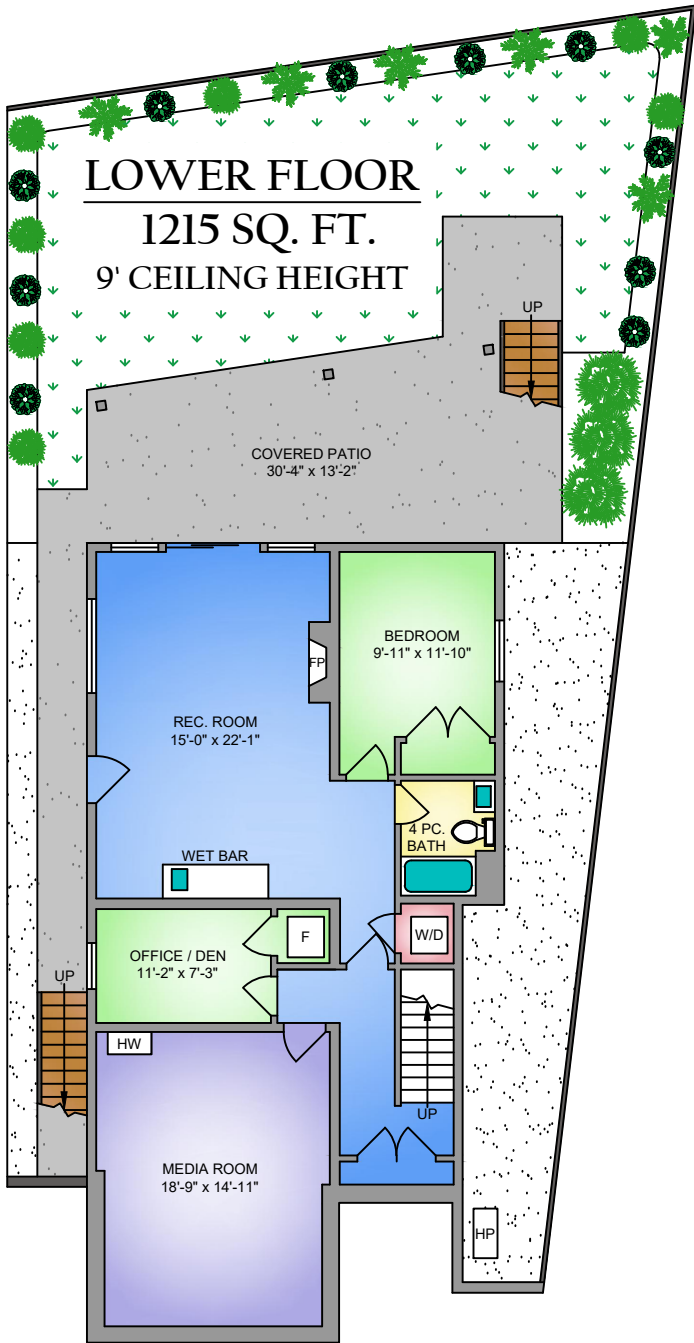 LOWER FLOOR
1215 SQ. FT.
9' CEILING HEIGHT
UP
COVERED PATIO
30'-4" x 13'-2"
BEDROOM
9'-11" x 11'-10"
FP
REC. ROOM
15'-0" x 22'-1"
4 PC.
BATH
WET BAR
W/D
F
OFFICE / DEN
11'-2" x 7'-3"
UP
HW
UP
MEDIA ROOM
18'-9" x 14'-11"
HP